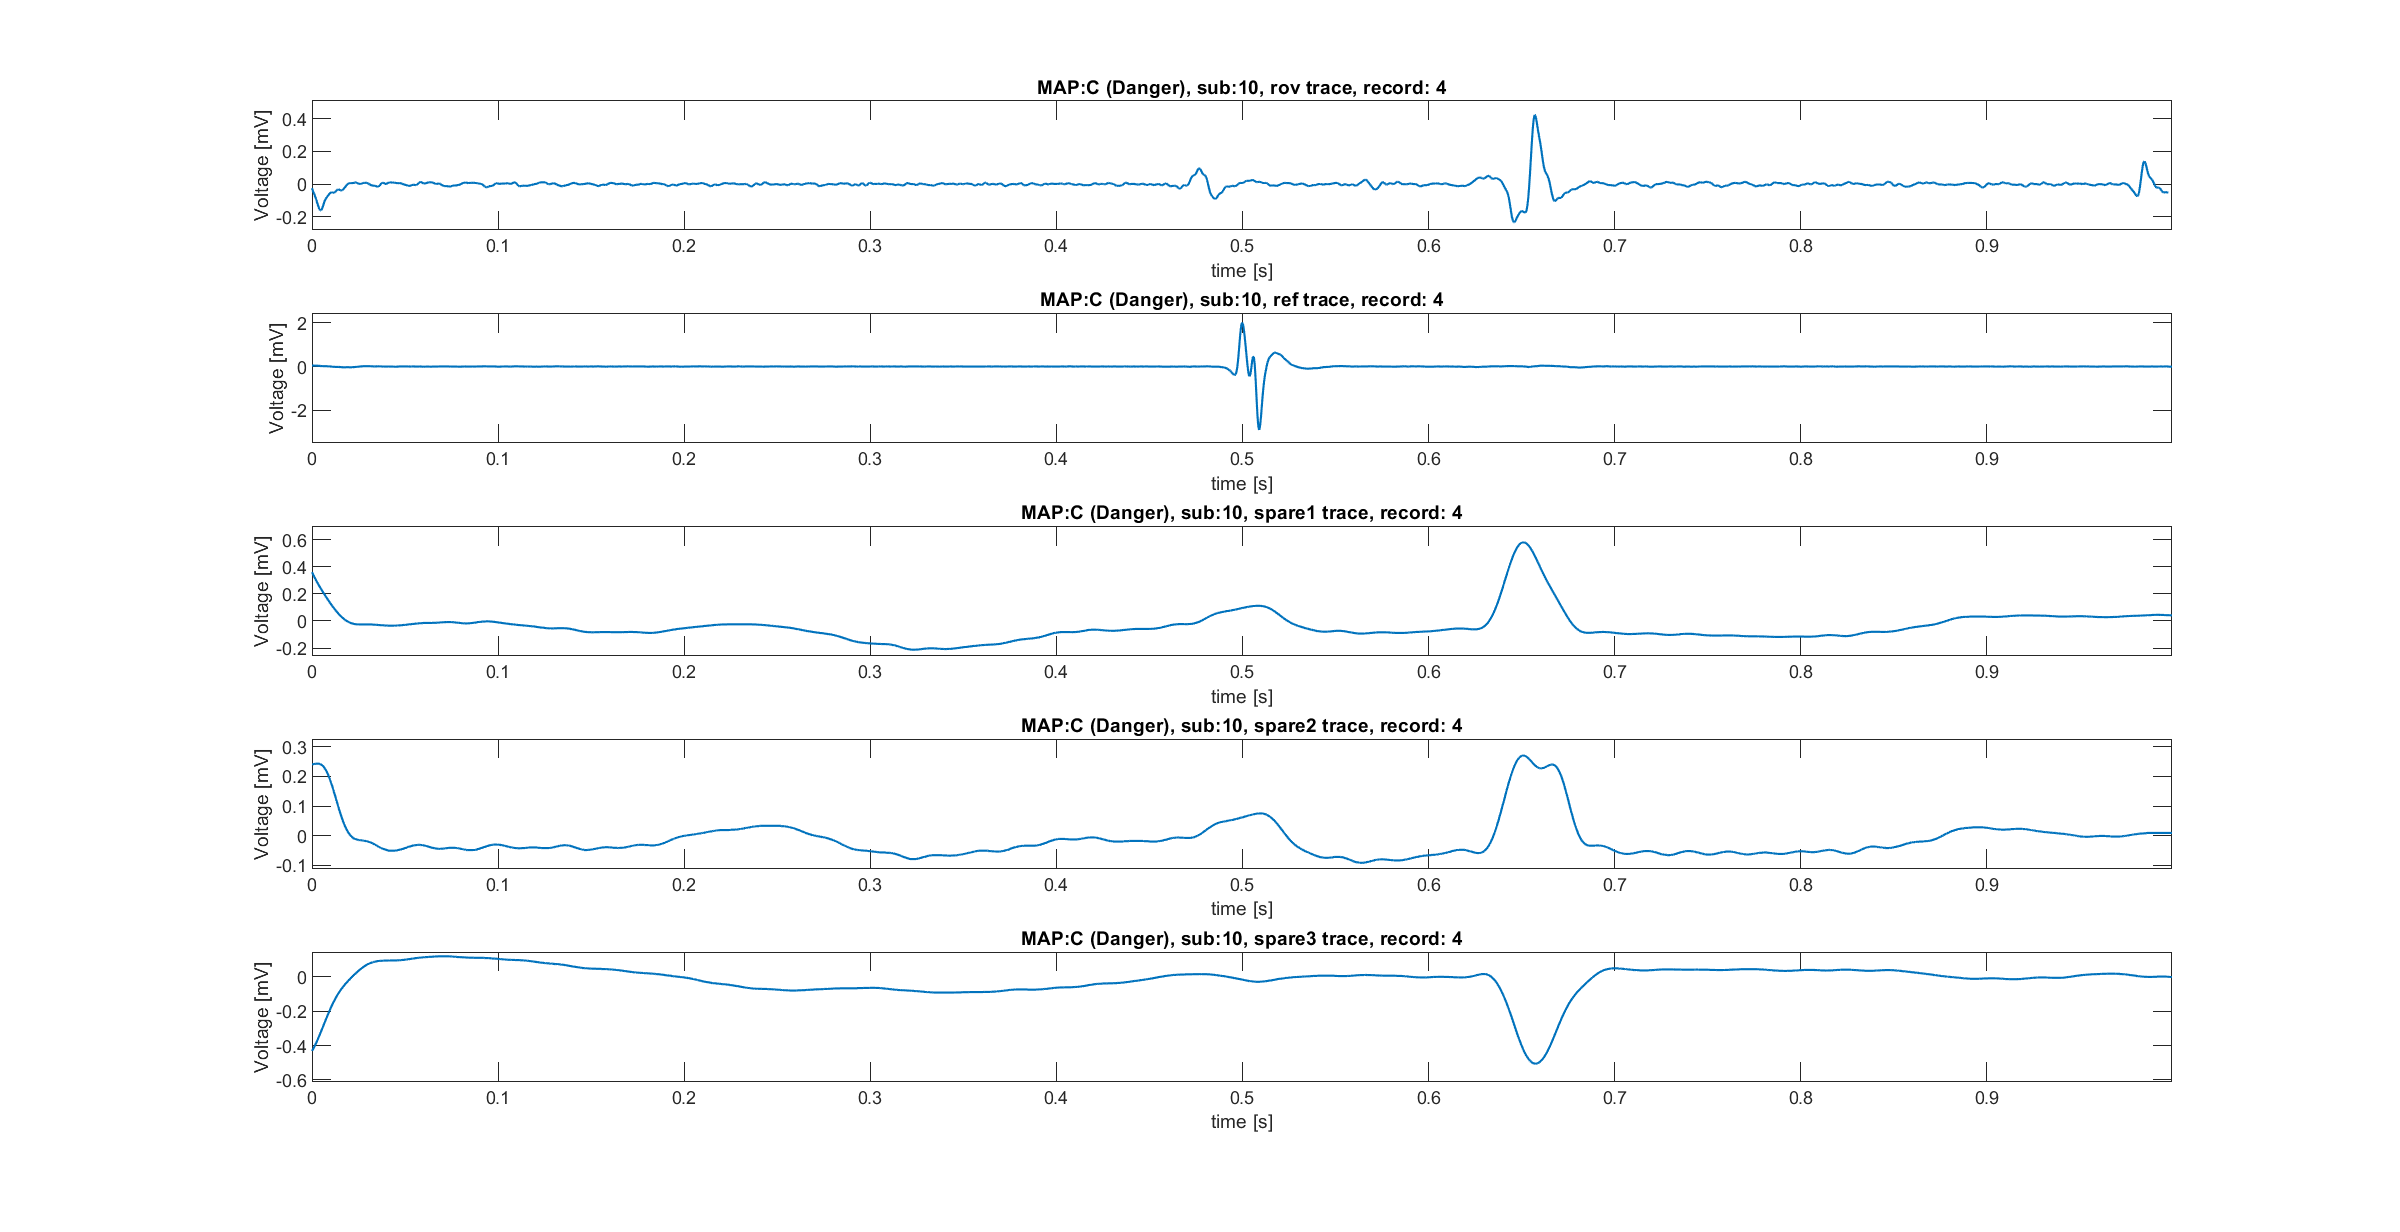 MAP:C (Danger), sub:10, rov trace, record: 4
Voltage [mV]
0.4
0.2
0
-0.2
0 0.1 0.2 0.3 0.4 0.5 0.6 0.7 0.8 0.9
time [s]
MAP:C (Danger), sub:10, ref trace, record: 4
Voltage [mV]
2
0
-2
0 0.1 0.2 0.3 0.4 0.5 0.6 0.7 0.8 0.9
time [s]
MAP:C (Danger), sub:10, spare1 trace, record: 4
Voltage [mV]
0.6
0.4
0.2
0
-0.2
0 0.1 0.2 0.3 0.4 0.5 0.6 0.7 0.8 0.9
time [s]
MAP:C (Danger), sub:10, spare2 trace, record: 4
Voltage [mV]
0.3
0.2
0.1
0
-0.1
0 0.1 0.2 0.3 0.4 0.5 0.6 0.7 0.8 0.9
time [s]
MAP:C (Danger), sub:10, spare3 trace, record: 4
Voltage [mV]
0
-0.2
-0.4
-0.6
0 0.1 0.2 0.3 0.4 0.5 0.6 0.7 0.8 0.9
time [s]